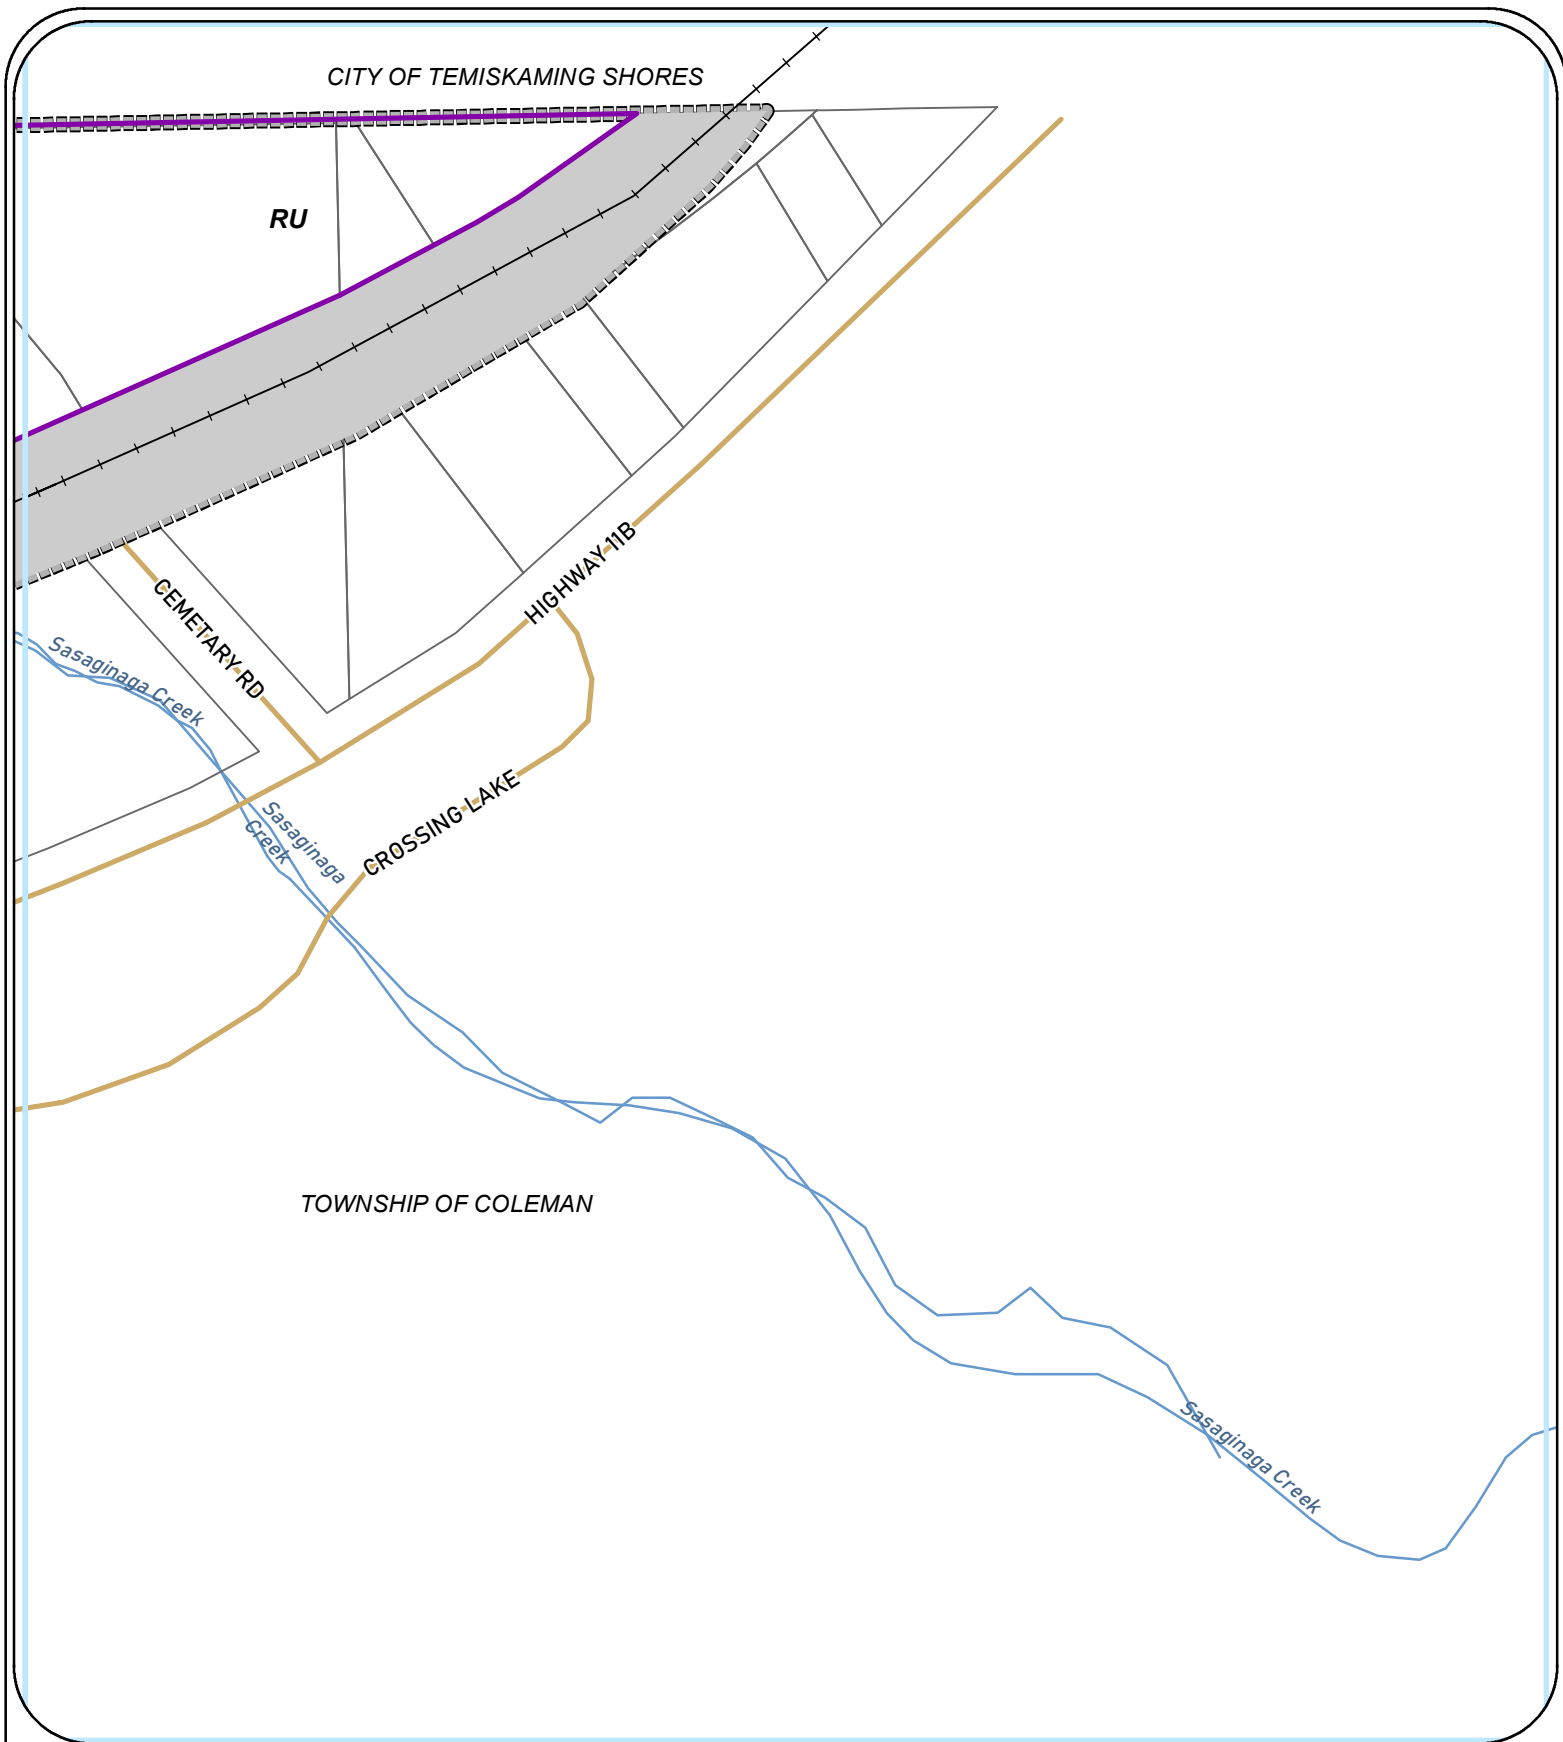 CITY OF TEMISKAMING SHORES
RU
HIGHWAY 11B
CEMETARY RD
Sasaginaga Creek
CROSSING LAKE
Sasaginaga
Creek
TOWNSHIP OF COLEMAN
Sasaginaga Creek